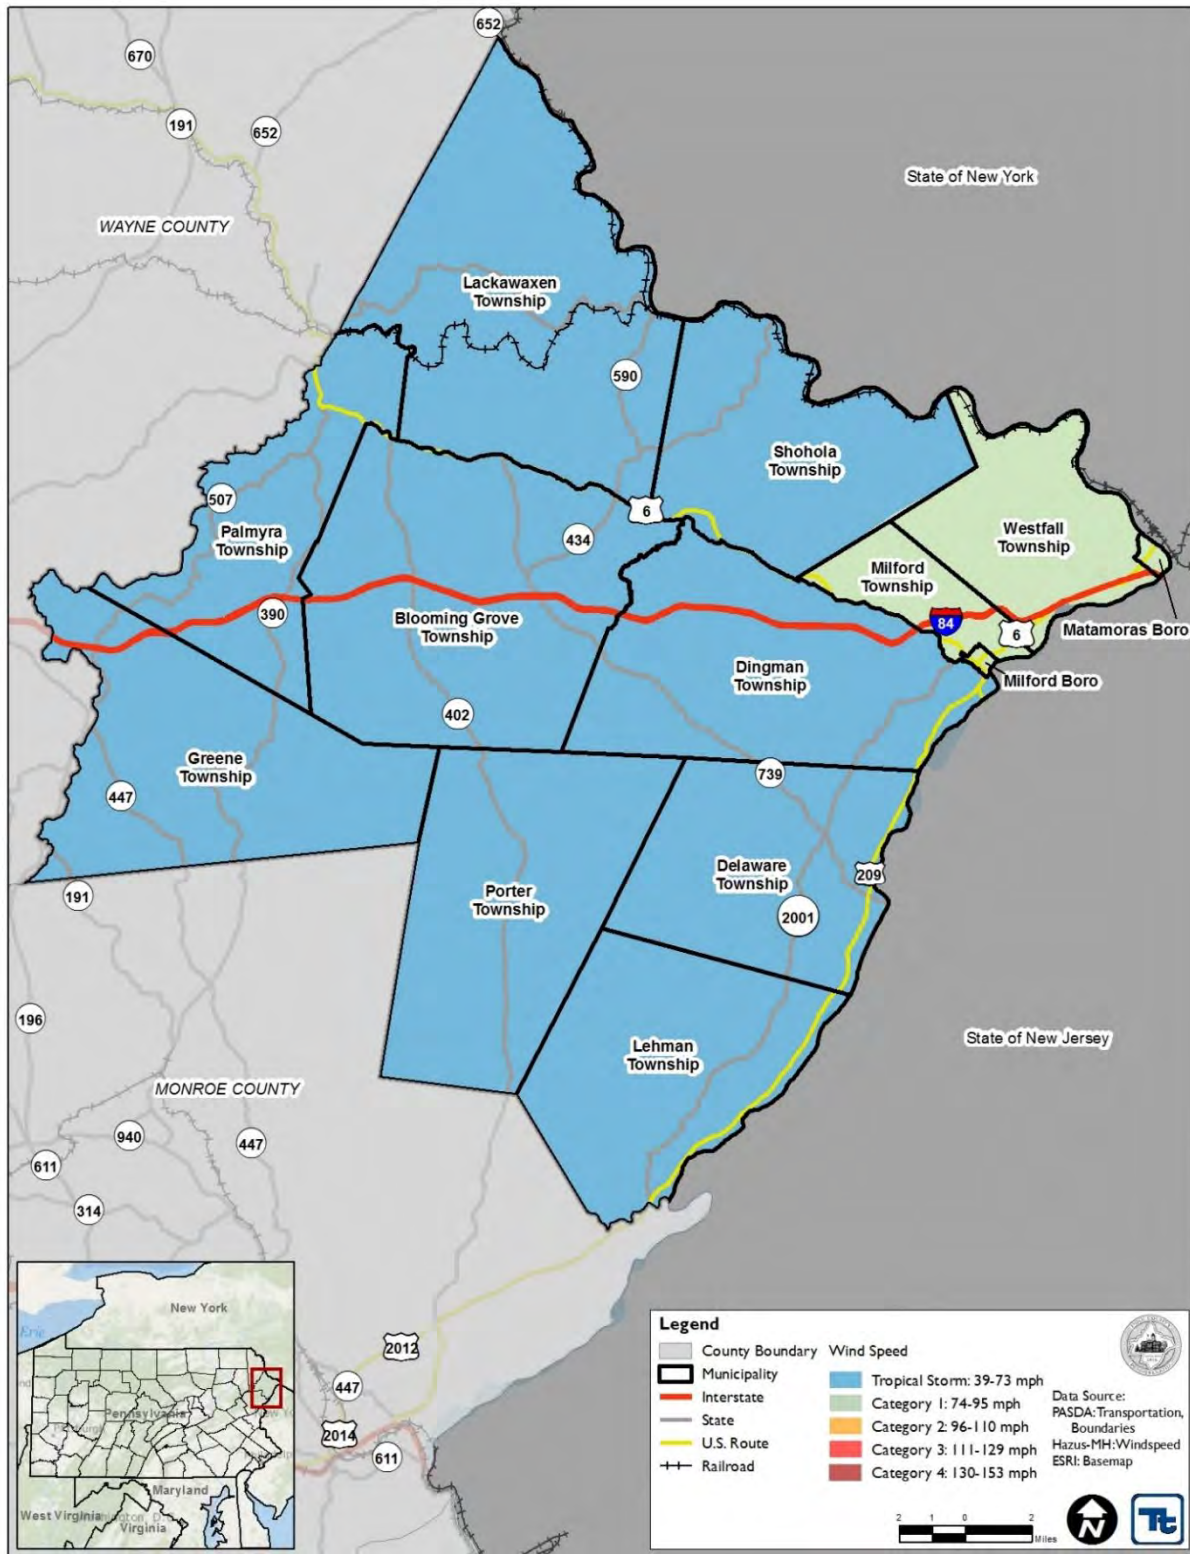 652
670
191
652
State of New York
WAYNE COUNTY
Lackawaxen
Township
590
Shohola
Township
507
Palmyra
Township
6
434
Westfall
Township
Milford
Township
390
Blooming Grove
Township
84
6
Matamoras Boro
Dingman
Township
Milford Boro
402
Greene
Township
739
447
Delaware
Township
209
191
Porter
Township
2001
196
Lehman
Township
State of New Jersey
MONROE COUNTY
940
447
611
314
2012
447
2014
611
New York
Erie
Pennsylvania
Maryland
West Virginia
Virginia
Legend
County Boundary
Municipality
Interstate
State
U.S. Route
Railroad
Wind Speed
Tropical Storm: 39-73 mph
Category 1: 74-95 mph
Category 2: 96-110 mph
Category 3: 111-129 mph
Category 4: 130-153 mph
Data Source:
PASDA: Transportation,
Boundaries
Hazus-MH: Windspeed
ESRI: Basemap
2 1 0 2
Miles
N
Tt